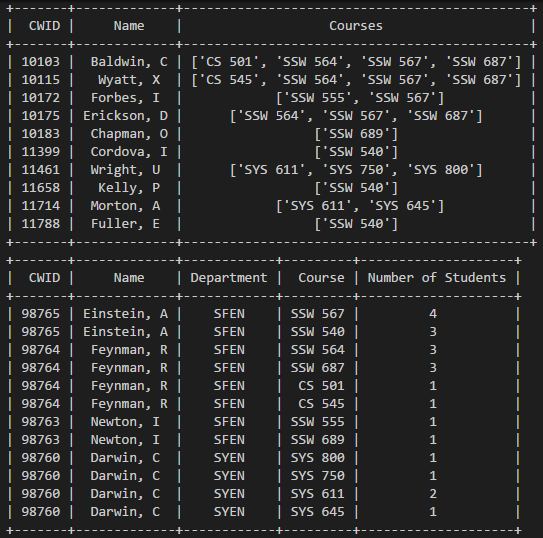 +-------+-------------+----------------------------------------------+
|  CWID |     Name    |                   Courses                    |
+-------+-------------+----------------------------------------------+
| 10103 |  Baldwin, C | ['CS 501', 'SSW 564', 'SSW 567', 'SSW 687'] |
| 10115 |   Wyatt, X  | ['CS 545', 'SSW 564', 'SSW 567', 'SSW 687'] |
| 10172 |  Forbes, I  |            ['SSW 555', 'SSW 567']            |
| 10175 | Erickson, D |      ['SSW 564', 'SSW 567', 'SSW 687']       |
| 10183 |  Chapman, O |                 ['SSW 689']                  |
| 11399 |  Cordova, I |                 ['SSW 540']                  |
| 11461 |  Wright, U  |      ['SYS 611', 'SYS 750', 'SYS 800']       |
| 11658 |   Kelly, P  |                 ['SSW 540']                  |
| 11714 |  Morton, A  |            ['SYS 611', 'SYS 645']            |
| 11788 |  Fuller, E  |                 ['SSW 540']                  |
+-------+-------------+----------------------------------------------+
+-------+-------------+------------+---------+--------------------+
|  CWID |     Name    | Department |  Course | Number of Students |
+-------+-------------+------------+---------+--------------------+
| 98765 | Einstein, A |    SFEN    | SSW 567 |         4          |
| 98765 | Einstein, A |    SFEN    | SSW 540 |         3          |
| 98764 |  Feynman, R |    SFEN    | SSW 564 |         3          |
| 98764 |  Feynman, R |    SFEN    | SSW 687 |         3          |
| 98764 |  Feynman, R |    SFEN    |  CS 501 |         1          |
| 98764 |  Feynman, R |    SFEN    |  CS 545 |         1          |
| 98763 |  Newton, I  |    SFEN    | SSW 555 |         1          |
| 98763 |  Newton, I  |    SFEN    | SSW 689 |         1          |
| 98760 |  Darwin, C  |    SYEN    | SYS 800 |         1          |
| 98760 |  Darwin, C  |    SYEN    | SYS 750 |         1          |
| 98760 |  Darwin, C  |    SYEN    | SYS 611 |         2          |
| 98760 |  Darwin, C  |    SYEN    | SYS 645 |         1          |
+-------+-------------+------------+---------+--------------------+